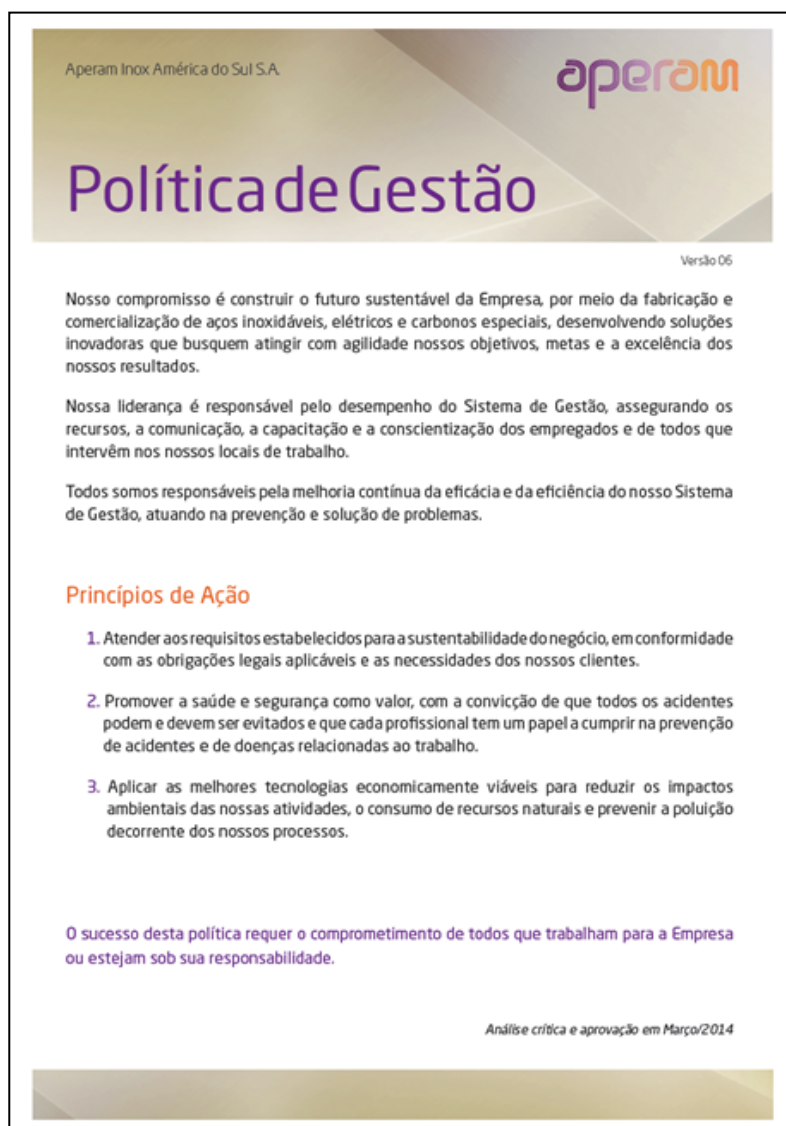 Aperam Inox América do Sul S.A.
aperam
Política de Gestão
Versão 06
Nosso compromisso é construir o futuro sustentável da Empresa, por meio da fabricação e
comercialização de aços inoxidáveis, elétricos e carbonos especiais, desenvolvendo soluções
inovadoras que busquem atingir com agilidade nossos objetivos, metas e a excelência dos
nossos resultados.
Nossa liderança é responsável pelo desempenho do Sistema de Gestão, assegurando os
recursos, a comunicação, a capacitação e a conscientização dos empregados e de todos que
intervêm nos nossos locais de trabalho.
Todos somos responsáveis pela melhoria contínua da eficácia e da eficiência do nosso Sistema
de Gestão, atuando na prevenção e solução de problemas.
Princípios de Ação
1. Atender aos requisitos estabelecidos para a sustentabilidade do negócio, em conformidade
com as obrigações legais aplicáveis e as necessidades dos nossos clientes.
2. Promover a saúde e segurança como valor, com a convicção de que todos os acidentes
podem e devem ser evitados e que cada profissional tem um papel a cumprir na prevenção
de acidentes e de doenças relacionadas ao trabalho.
3. Aplicar as melhores tecnologias economicamente viáveis para reduzir os impactos
ambientais das nossas atividades, o consumo de recursos naturais e prevenir a poluição
decorrente dos nossos processos.
O sucesso desta política requer o comprometimento de todos que trabalham para a Empresa
ou estejam sob sua responsabilidade.
Análise crítica e aprovação em Março/2014